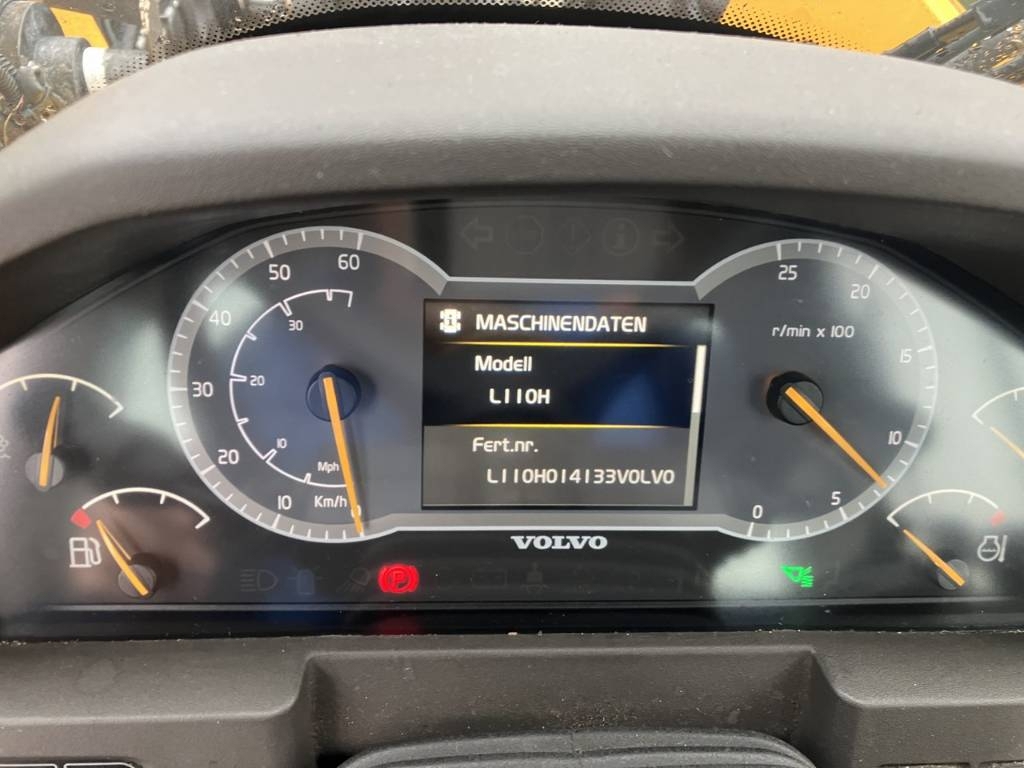 MASCHINENDATEN
Modell
L110H
Fert.nr.
L110H014133VOLVO
60
50
40
30
20
10
0
30
20
10
Mph
Km/h
25
20
15
10
5
0
r/min x 100
VOLVO
P